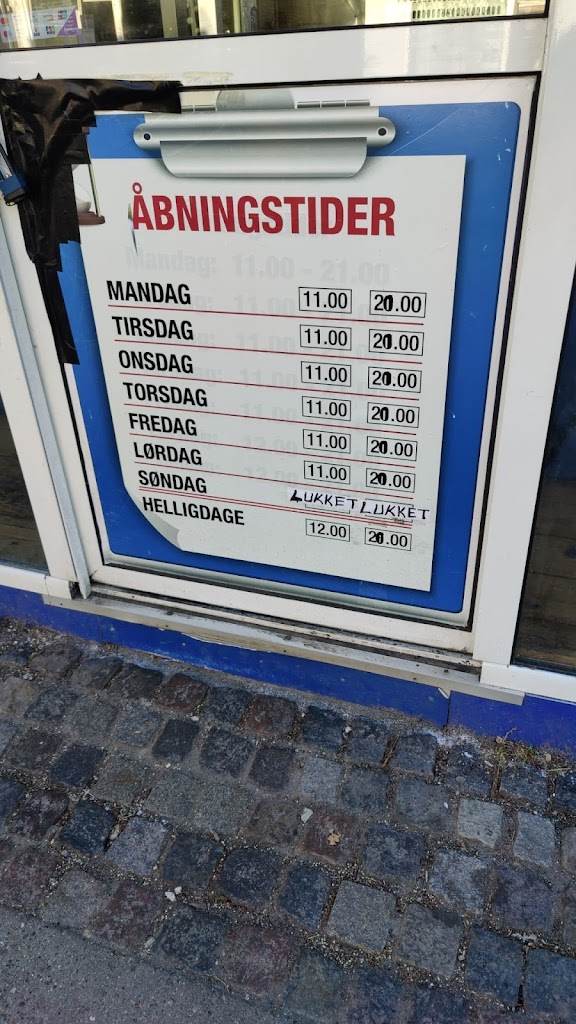 ÅBNINGSTIDER
Mandag: 11.00 - 21.00
MANDAG 11.00 20.00
TIRSDAG 11.00 20.00
ONSDAG 11.00 20.00
TORSDAG 11.00 20.00
FREDAG 11.00 20.00
LØRDAG 11.00 20.00
SØNDAG LUKKET LUKKET
HELLIGDAGE 12.00 20.00